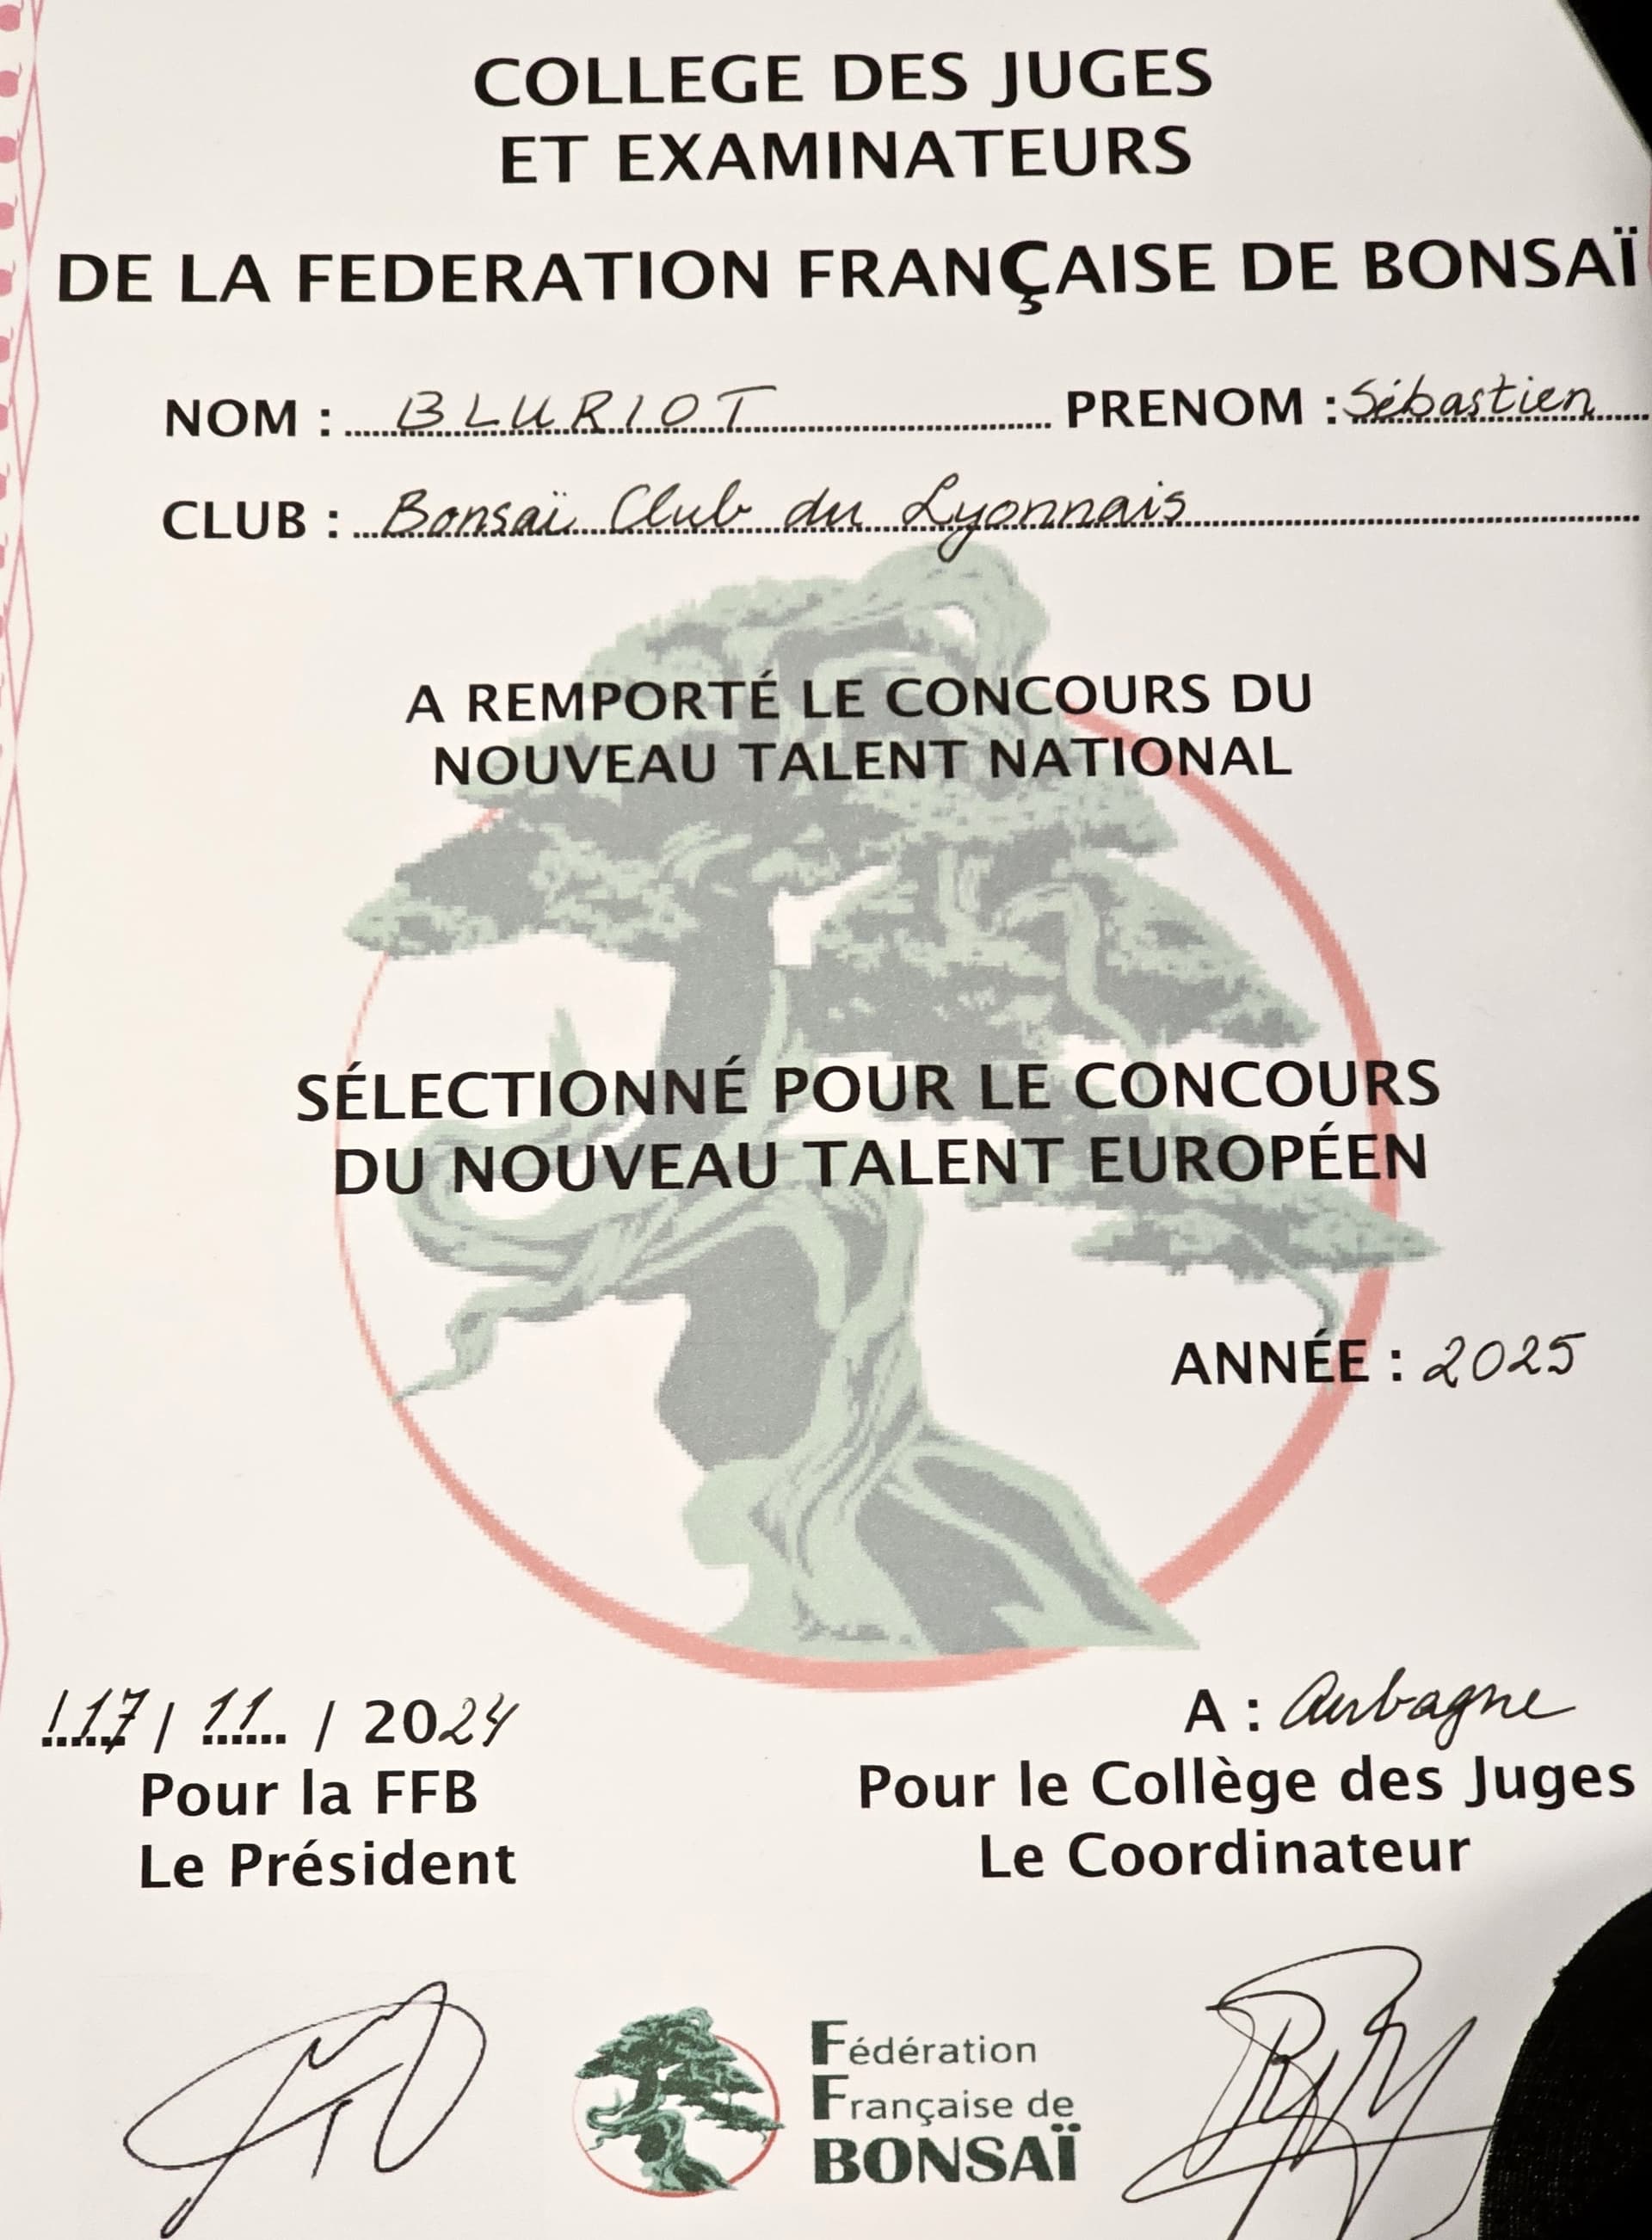 COLLEGE DES JUGES
ET EXAMINATEURS
DE LA FEDERATION FRANÇAISE DE BONSAÏ
NOM : BLURIOT PRENOM : Sébastien
CLUB : Bonsaï Club du Lyonnais
A REMPORTÉ LE CONCOURS DU
NOUVEAU TALENT NATIONAL
SÉLECTIONNÉ POUR LE CONCOURS
DU NOUVEAU TALENT EUROPÉEN
ANNÉE : 2025
17 / 11 / 2024
A : Aubagne
Pour la FFB
Le Président
Pour le Collège des Juges
Le Coordinateur
Fédération
Française de
BONSAÏ